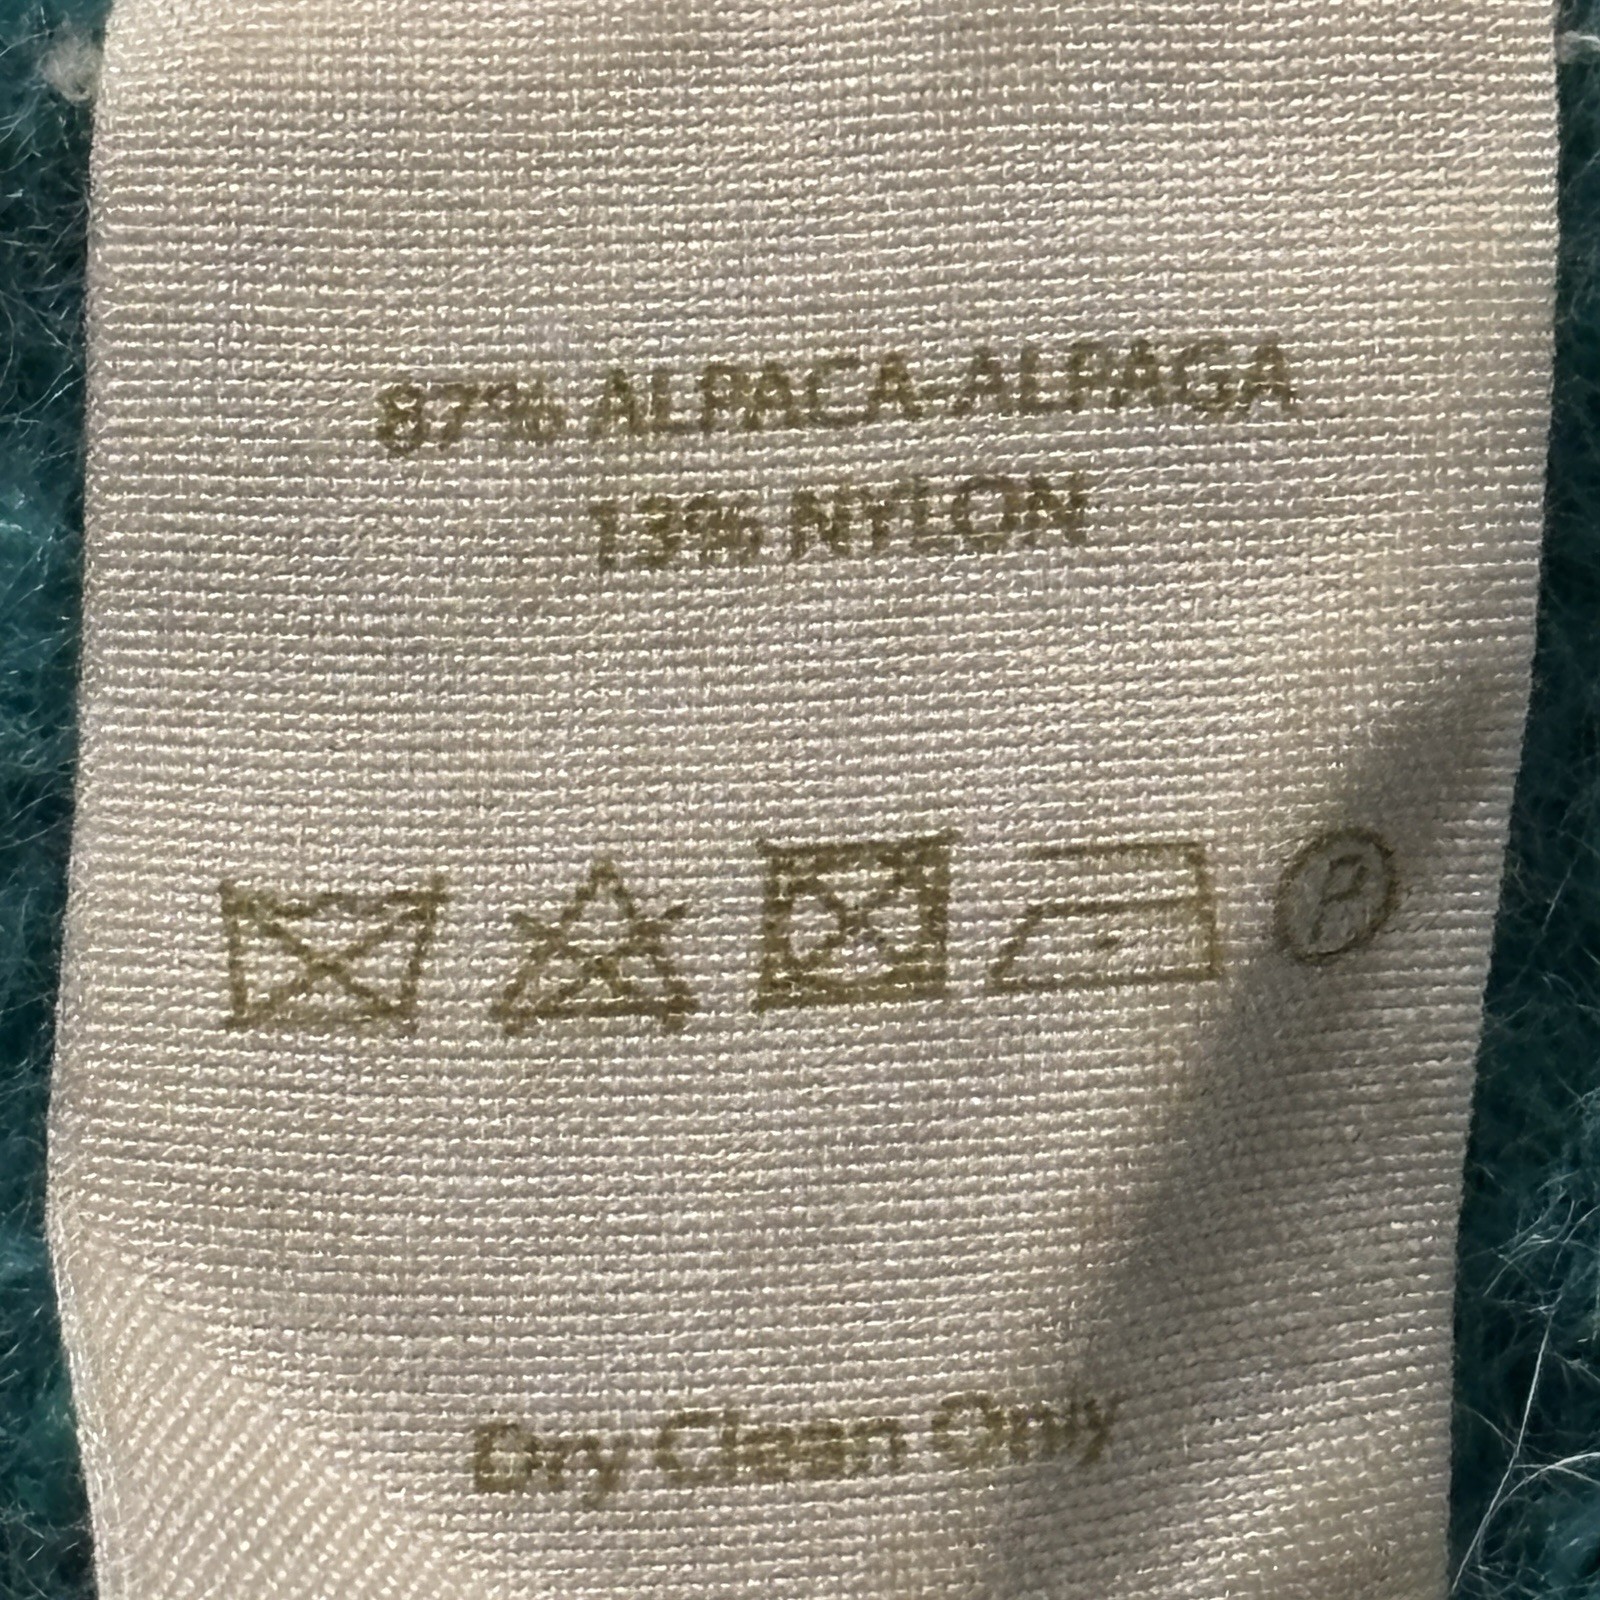 87% ALPACA-ALPAGA
13% NYLON
P
Dry Clean Only